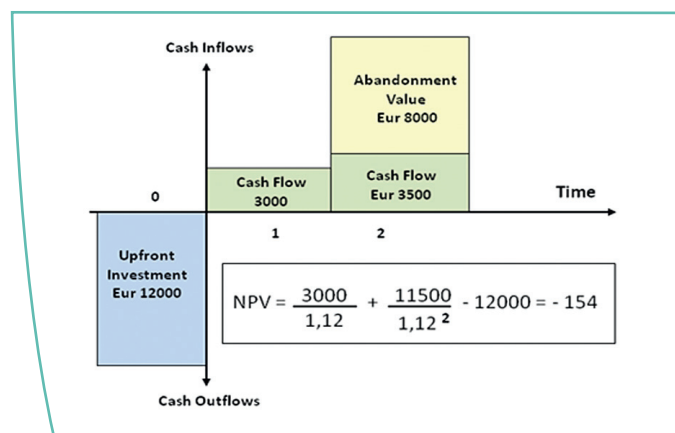 Cash Inflows
Abandonment
Value
Eur 8000
Cash Flow
3000
Cash Flow
Eur 3500
Time
0
1
2
Upfront
Investment
Eur 12000
NPV = 3000/1,12 + 11500/1,12² - 12000 = - 154
Cash Outflows